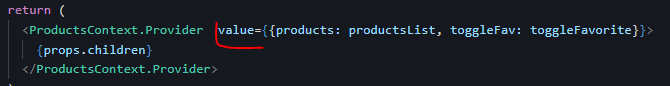 return (
<ProductsContext.Provider value={{products: productsList, toggleFav: toggleFavorite}}>
{props.children}
</ProductsContext.Provider>